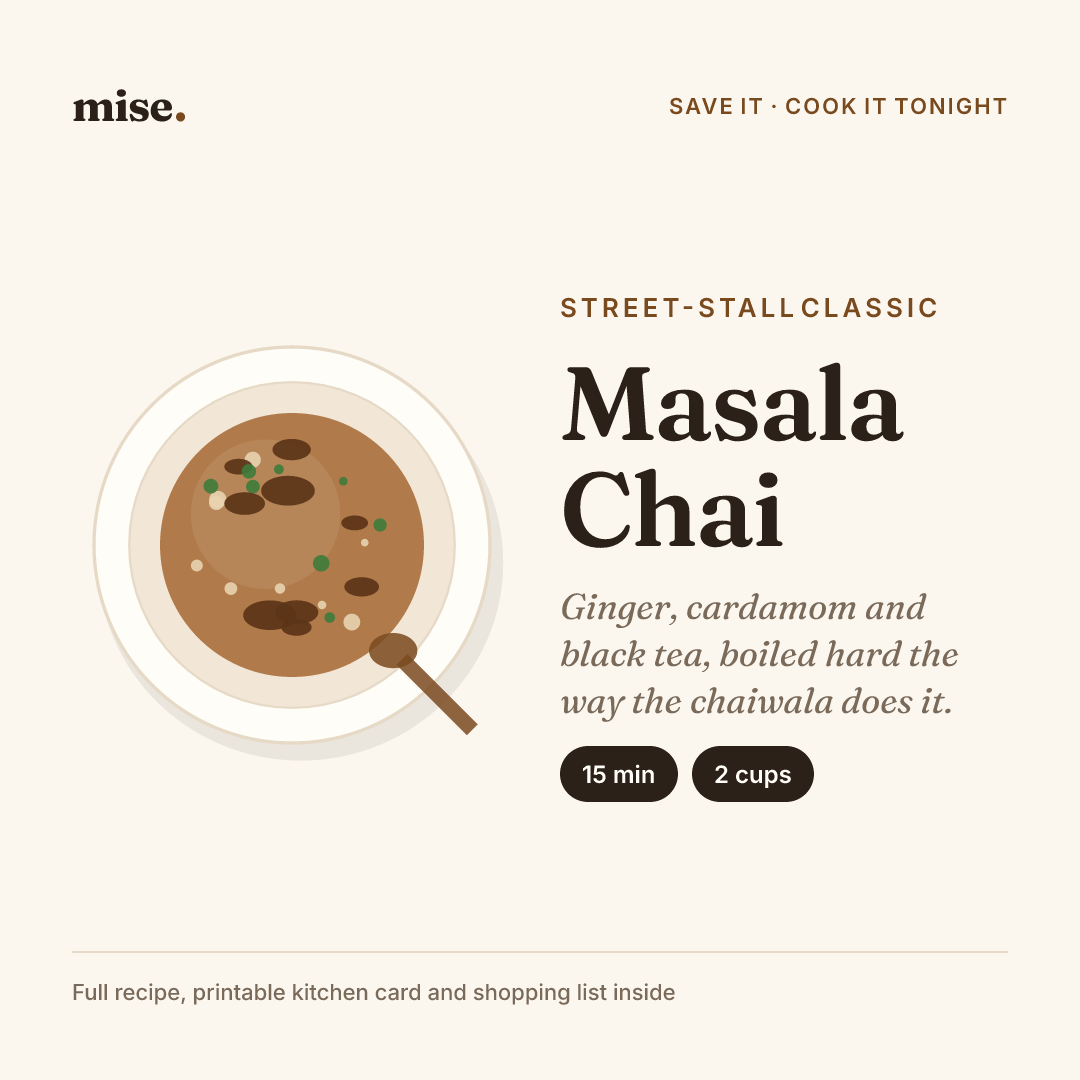 mise.
SAVE IT · COOK IT TONIGHT
STREET-STALL CLASSIC
Masala
Chai
Ginger, cardamom and
black tea, boiled hard the
way the chaiwala does it.
15 min
2 cups
Full recipe, printable kitchen card and shopping list inside